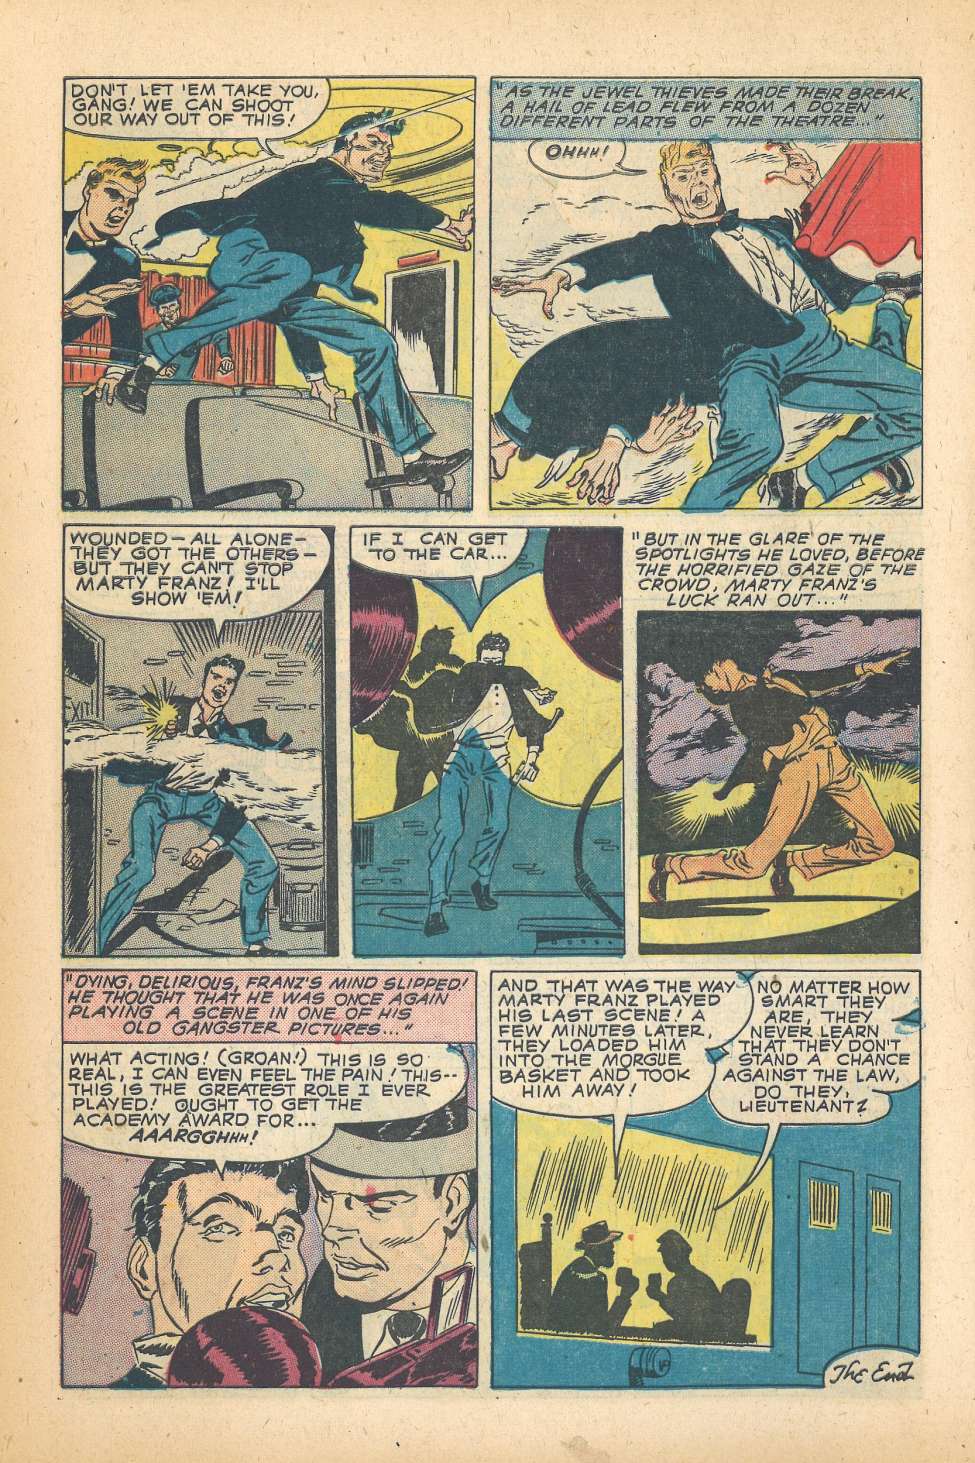 DON'T LET 'EM TAKE YOU,
GANG! WE CAN SHOOT
OUR WAY OUT OF THIS!
"AS THE JEWEL THIEVES MADE THEIR BREAK,
A HAIL OF LEAD FLEW FROM A DOZEN
DIFFERENT PARTS OF THE THEATRE..."
OHHH!
WOUNDED—ALL ALONE—
THEY GOT THE OTHERS—
BUT THEY CAN'T STOP
MARTY FRANZ! I'LL
SHOW 'EM!
EXIT
IF I CAN GET
TO THE CAR...
"BUT IN THE GLARE OF THE
SPOTLIGHTS HE LOVED, BEFORE
THE HORRIFIED GAZE OF THE
CROWD, MARTY FRANZ'S
LUCK RAN OUT..."
"DYING, DELIRIOUS, FRANZ'S MIND SLIPPED!
HE THOUGHT THAT HE WAS ONCE AGAIN
PLAYING A SCENE IN ONE OF HIS
OLD GANGSTER PICTURES..."
WHAT ACTING! (GROAN!) THIS IS SO
REAL, I CAN EVEN FEEL THE PAIN! THIS--
THIS IS THE GREATEST ROLE I EVER
PLAYED! OUGHT TO GET THE
ACADEMY AWARD FOR...
AAARGGHHH!
AND THAT WAS THE WAY
MARTY FRANZ PLAYED
HIS LAST SCENE! A
FEW MINUTES LATER,
THEY LOADED HIM
INTO THE MORGUE
BASKET AND TOOK
HIM AWAY!
NO MATTER HOW
SMART THEY
ARE, THEY
NEVER LEARN
THAT THEY DON'T
STAND A CHANCE
AGAINST THE LAW,
DO THEY,
LIEUTENANT?
THE END